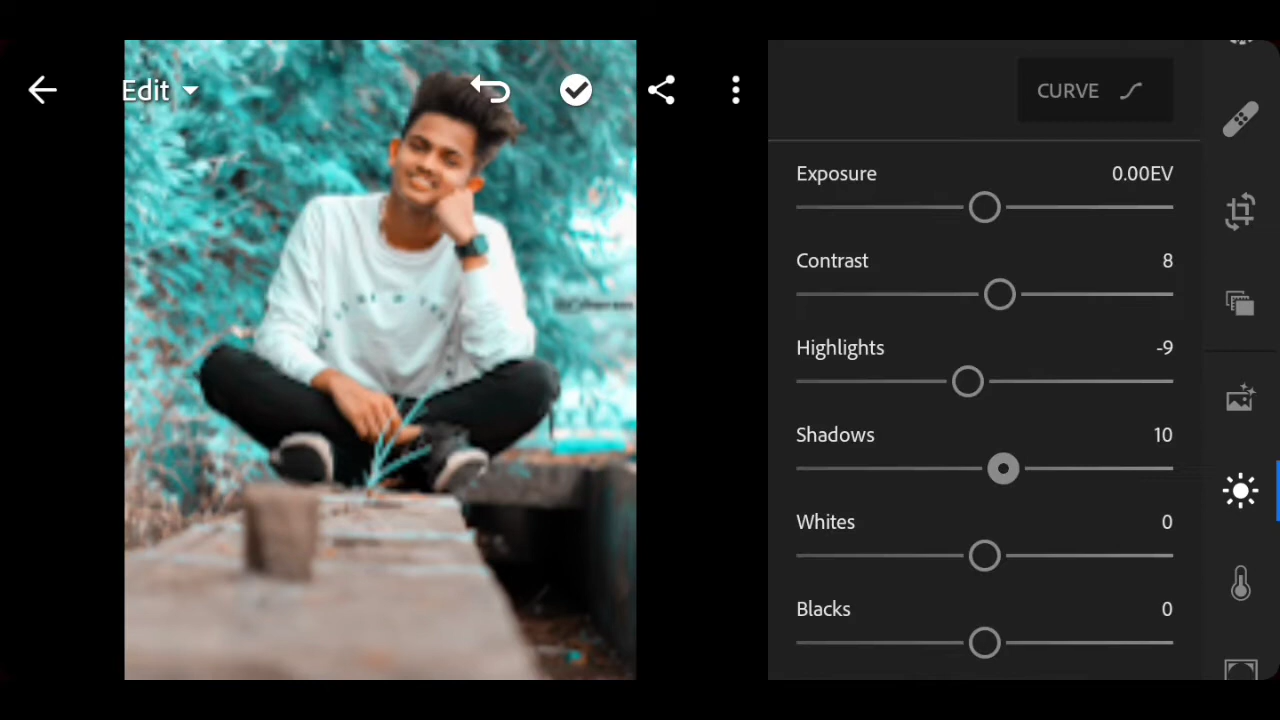 Edit
CURVE
Exposure 0.00EV
Contrast 8
Highlights -9
Shadows 10
Whites 0
Blacks 0